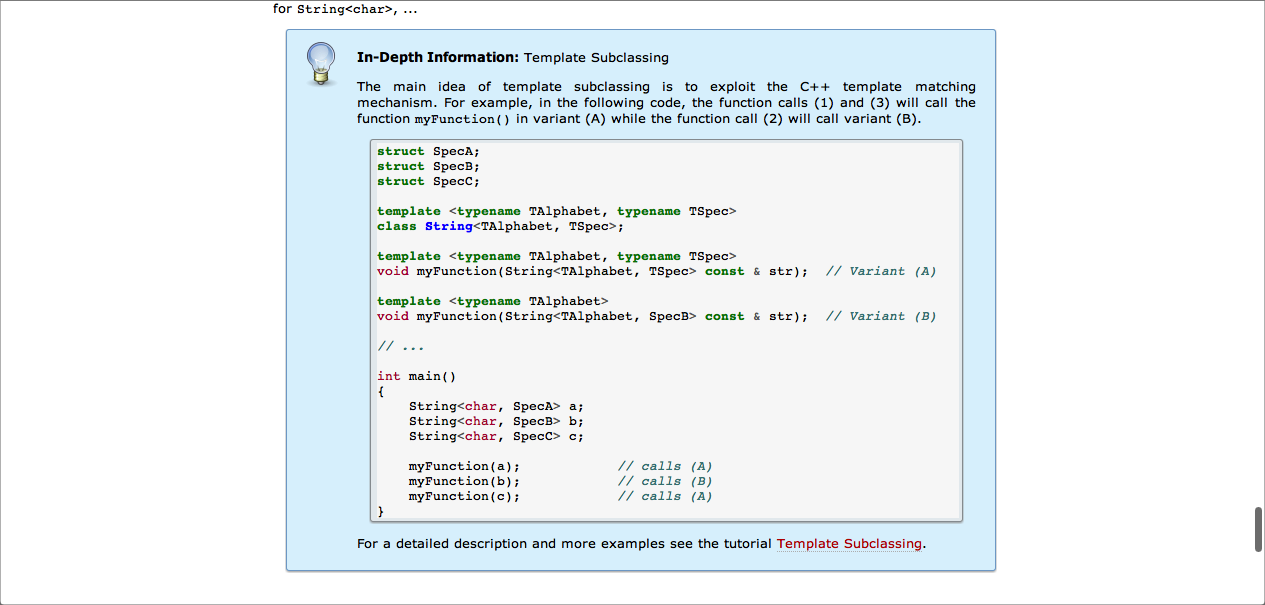 for String<char>, ...
In-Depth Information: Template Subclassing
The main idea of template subclassing is to exploit the C++ template matching
mechanism. For example, in the following code, the function calls (1) and (3) will call the
function myFunction() in variant (A) while the function call (2) will call variant (B).
struct SpecA;
struct SpecB;
struct SpecC;
template <typename TAlphabet, typename TSpec>
class String<TAlphabet, TSpec>;
template <typename TAlphabet, typename TSpec>
void myFunction(String<TAlphabet, TSpec> const & str);  // Variant (A)
template <typename TAlphabet>
void myFunction(String<TAlphabet, SpecB> const & str);  // Variant (B)
// ...
int main()
{
    String<char, SpecA> a;
    String<char, SpecB> b;
    String<char, SpecC> c;
    myFunction(a);            // calls (A)
    myFunction(b);            // calls (B)
    myFunction(c);            // calls (A)
}
For a detailed description and more examples see the tutorial Template Subclassing.